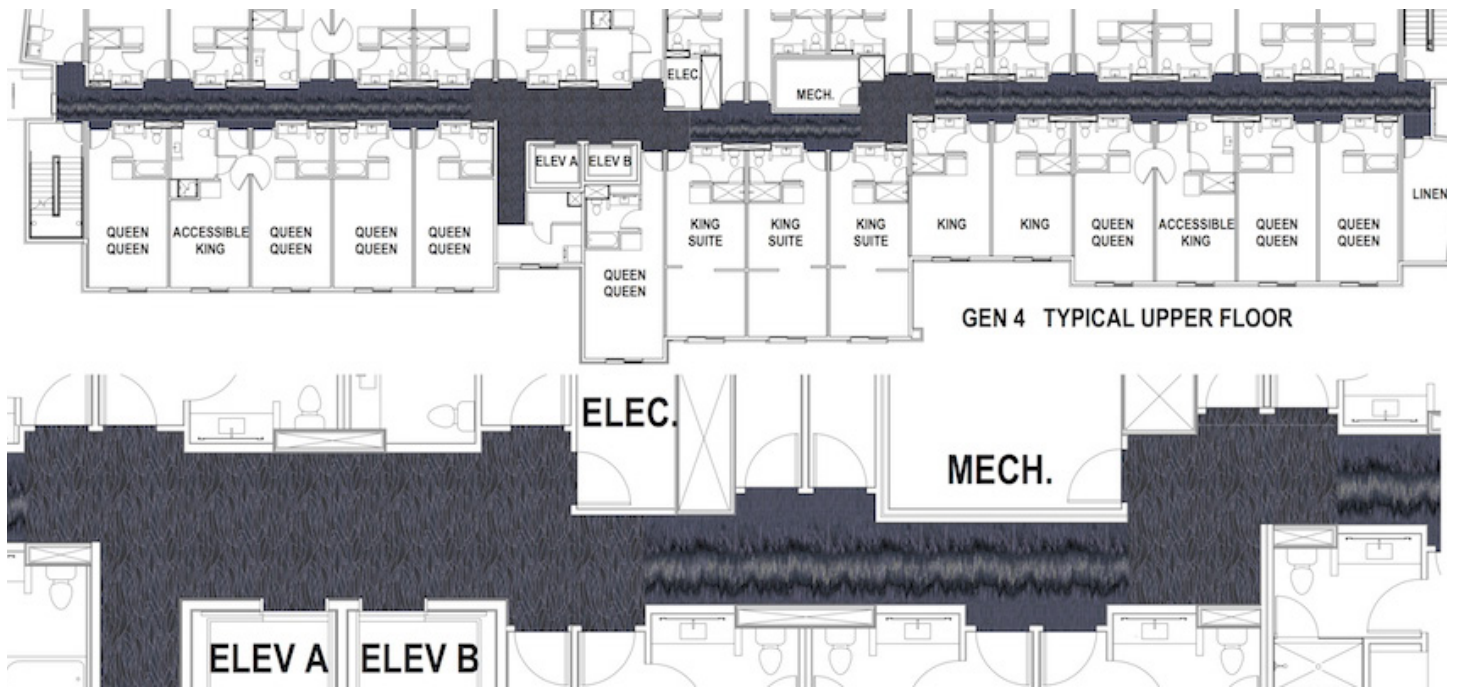 ELEC.
MECH.
ELEV A
ELEV B
QUEEN
QUEEN
ACCESSIBLE
KING
QUEEN
QUEEN
QUEEN
QUEEN
QUEEN
QUEEN
QUEEN
QUEEN
KING
SUITE
KING
SUITE
KING
SUITE
KING
KING
QUEEN
QUEEN
ACCESSIBLE
KING
QUEEN
QUEEN
QUEEN
QUEEN
LINEN
GEN 4 TYPICAL UPPER FLOOR
ELEC.
MECH.
ELEV A
ELEV B